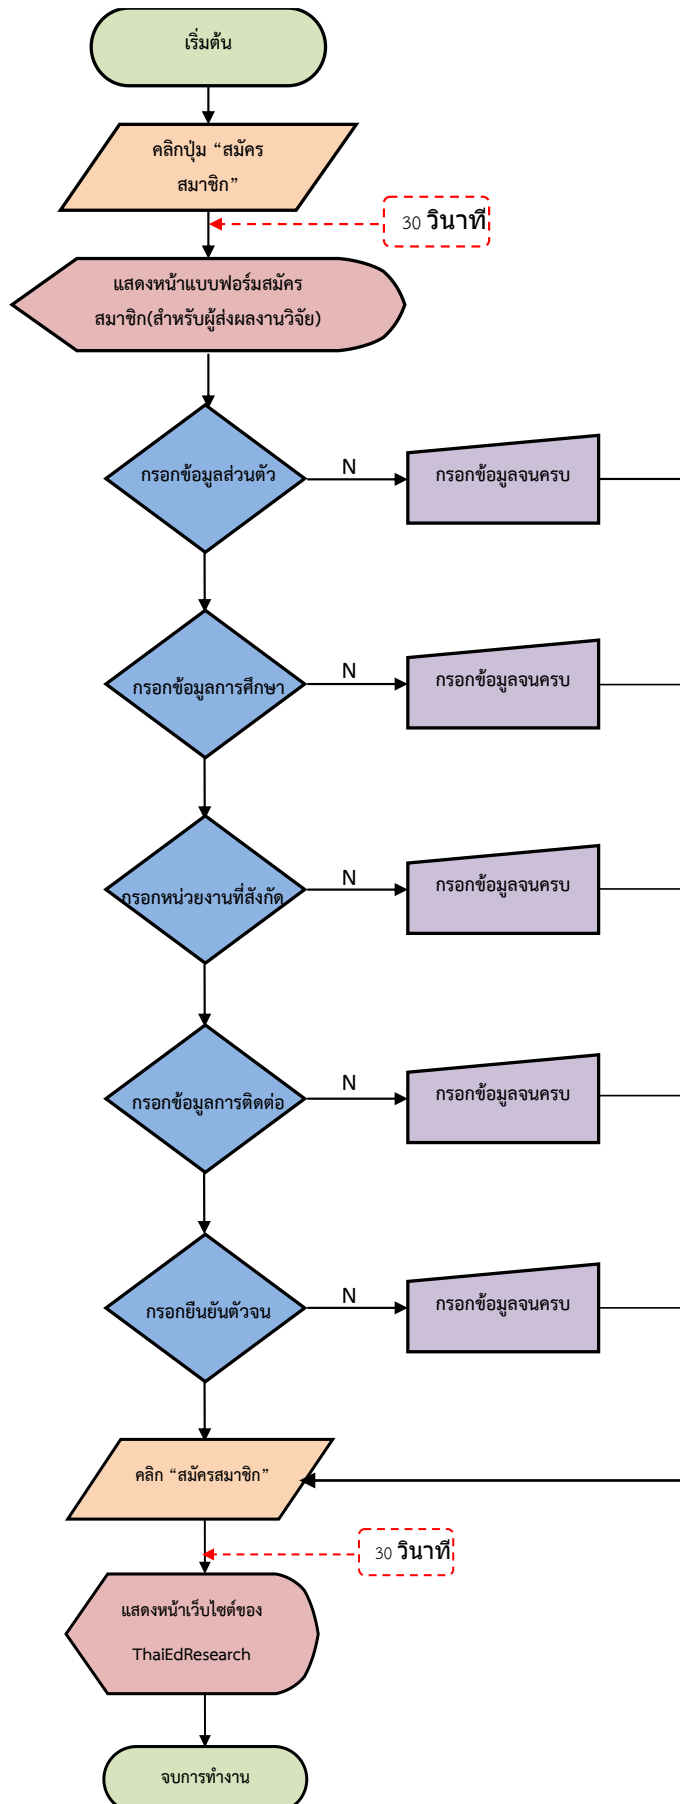 เริ่มต้น
คลิกปุ่ม “สมัคร
สมาชิก”
30 วินาที
แสดงหน้าแบบฟอร์มสมัคร
สมาชิก(สำหรับผู้ส่งผลงานวิจัย)
กรอกข้อมูลส่วนตัว
N
กรอกข้อมูลจนครบ
กรอกข้อมูลการศึกษา
N
กรอกข้อมูลจนครบ
กรอกหน่วยงานที่สังกัด
N
กรอกข้อมูลจนครบ
กรอกข้อมูลการติดต่อ
N
กรอกข้อมูลจนครบ
กรอกยืนยันตัวจน
N
กรอกข้อมูลจนครบ
คลิก “สมัครสมาชิก”
30 วินาที
แสดงหน้าเว็บไซต์ของ
ThaiEdResearch
จบการทำงาน